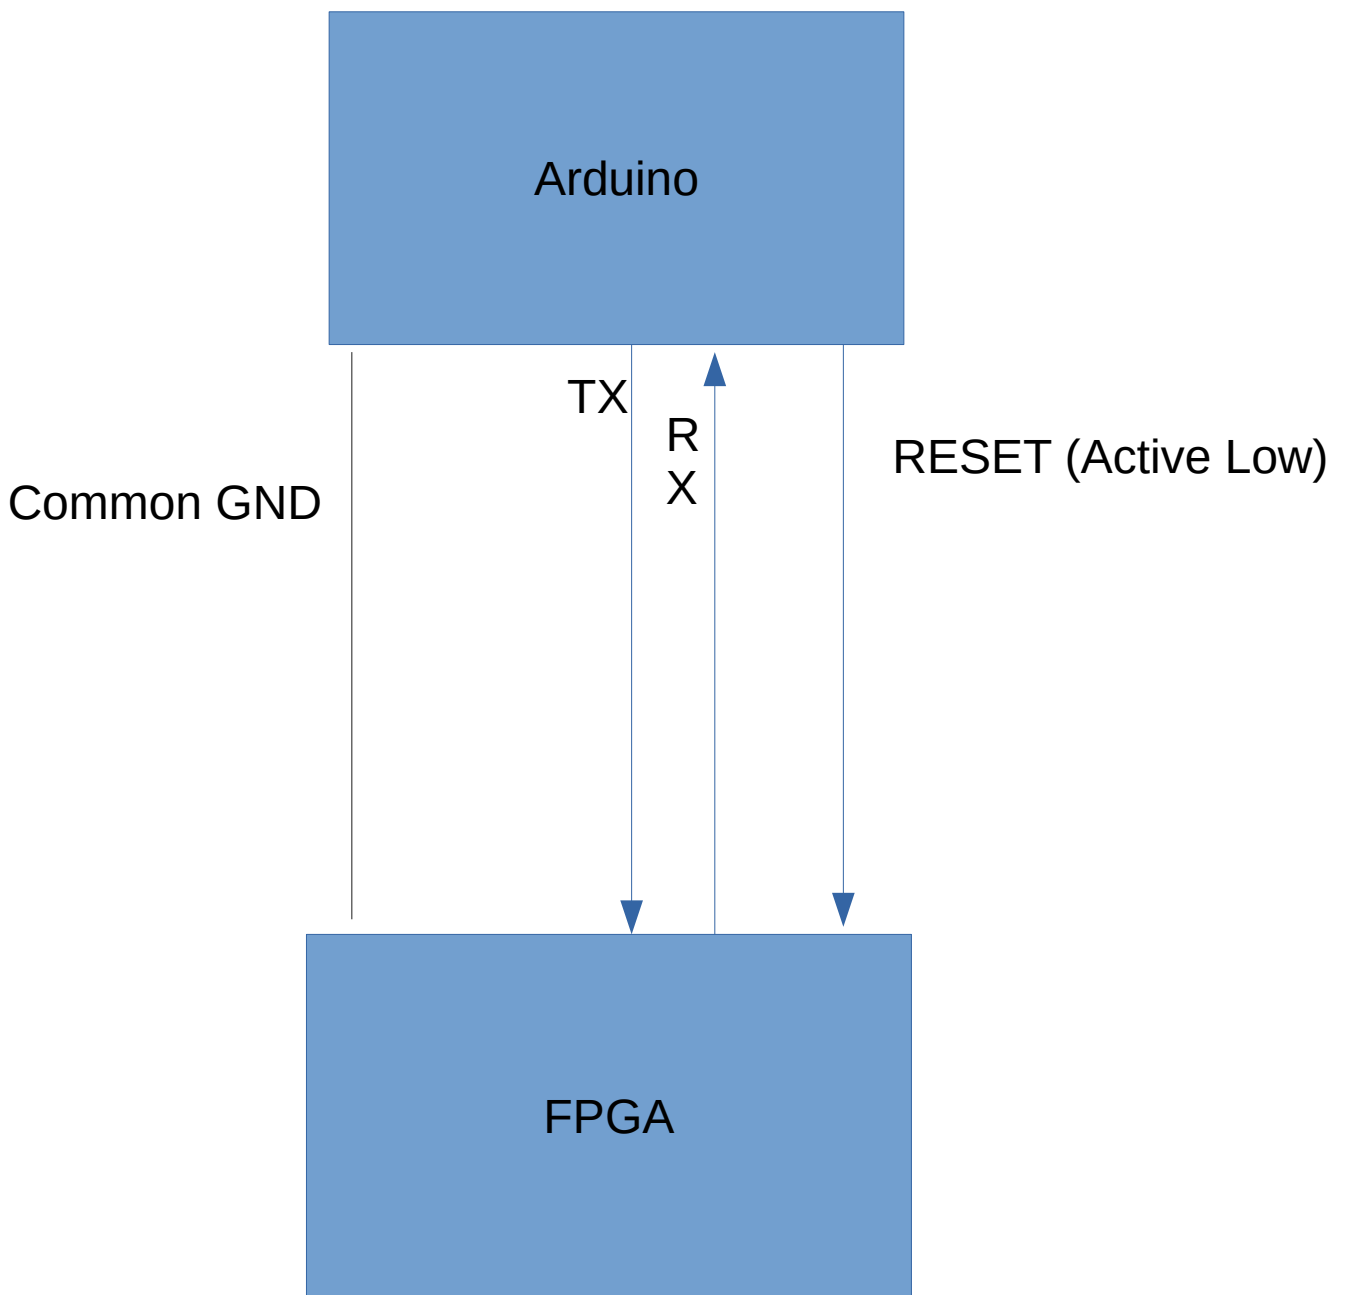 Arduino
TX
R
X
RESET (Active Low)
Common GND
FPGA